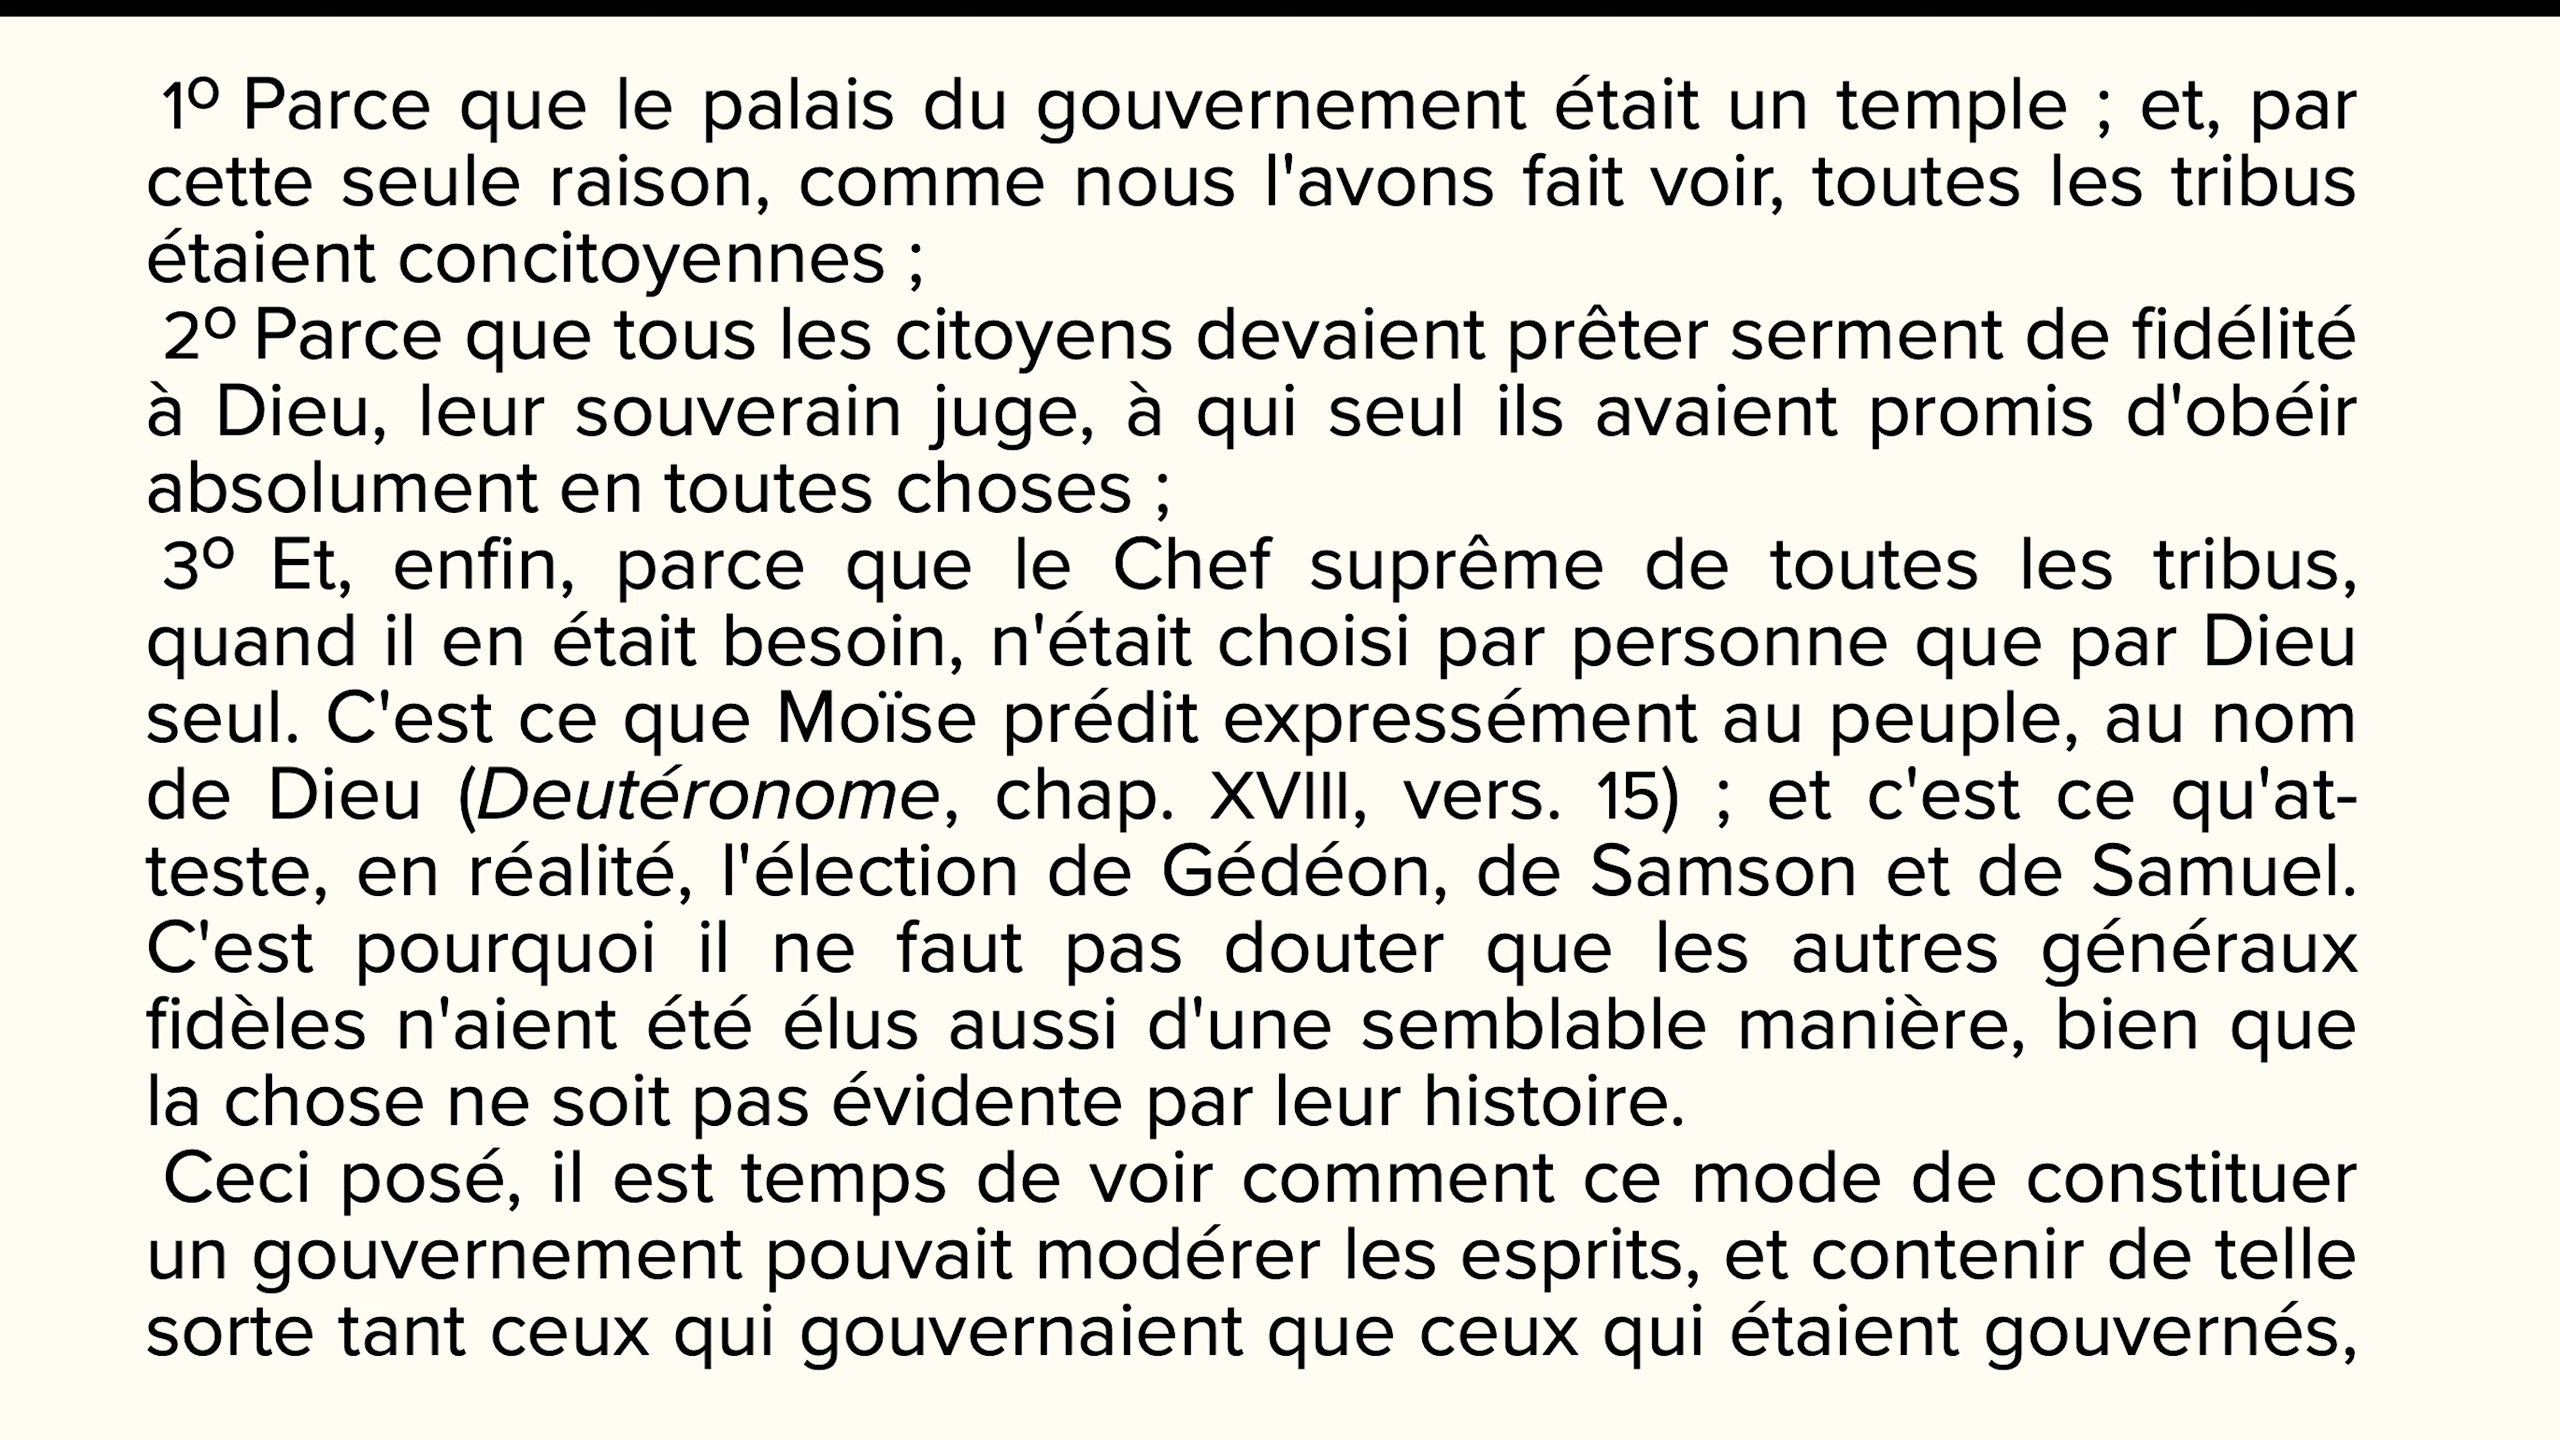 1º Parce que le palais du gouvernement était un temple ; et, par
cette seule raison, comme nous l'avons fait voir, toutes les tribus
étaient concitoyennes ;
2º Parce que tous les citoyens devaient prêter serment de fidélité
à Dieu, leur souverain juge, à qui seul ils avaient promis d'obéir
absolument en toutes choses ;
3º Et, enfin, parce que le Chef suprême de toutes les tribus,
quand il en était besoin, n'était choisi par personne que par Dieu
seul. C'est ce que Moïse prédit expressément au peuple, au nom
de Dieu (Deutéronome, chap. XVIII, vers. 15) ; et c'est ce qu'at-
teste, en réalité, l'élection de Gédéon, de Samson et de Samuel.
C'est pourquoi il ne faut pas douter que les autres généraux
fidèles n'aient été élus aussi d'une semblable manière, bien que
la chose ne soit pas évidente par leur histoire.
Ceci posé, il est temps de voir comment ce mode de constituer
un gouvernement pouvait modérer les esprits, et contenir de telle
sorte tant ceux qui gouvernaient que ceux qui étaient gouvernés,